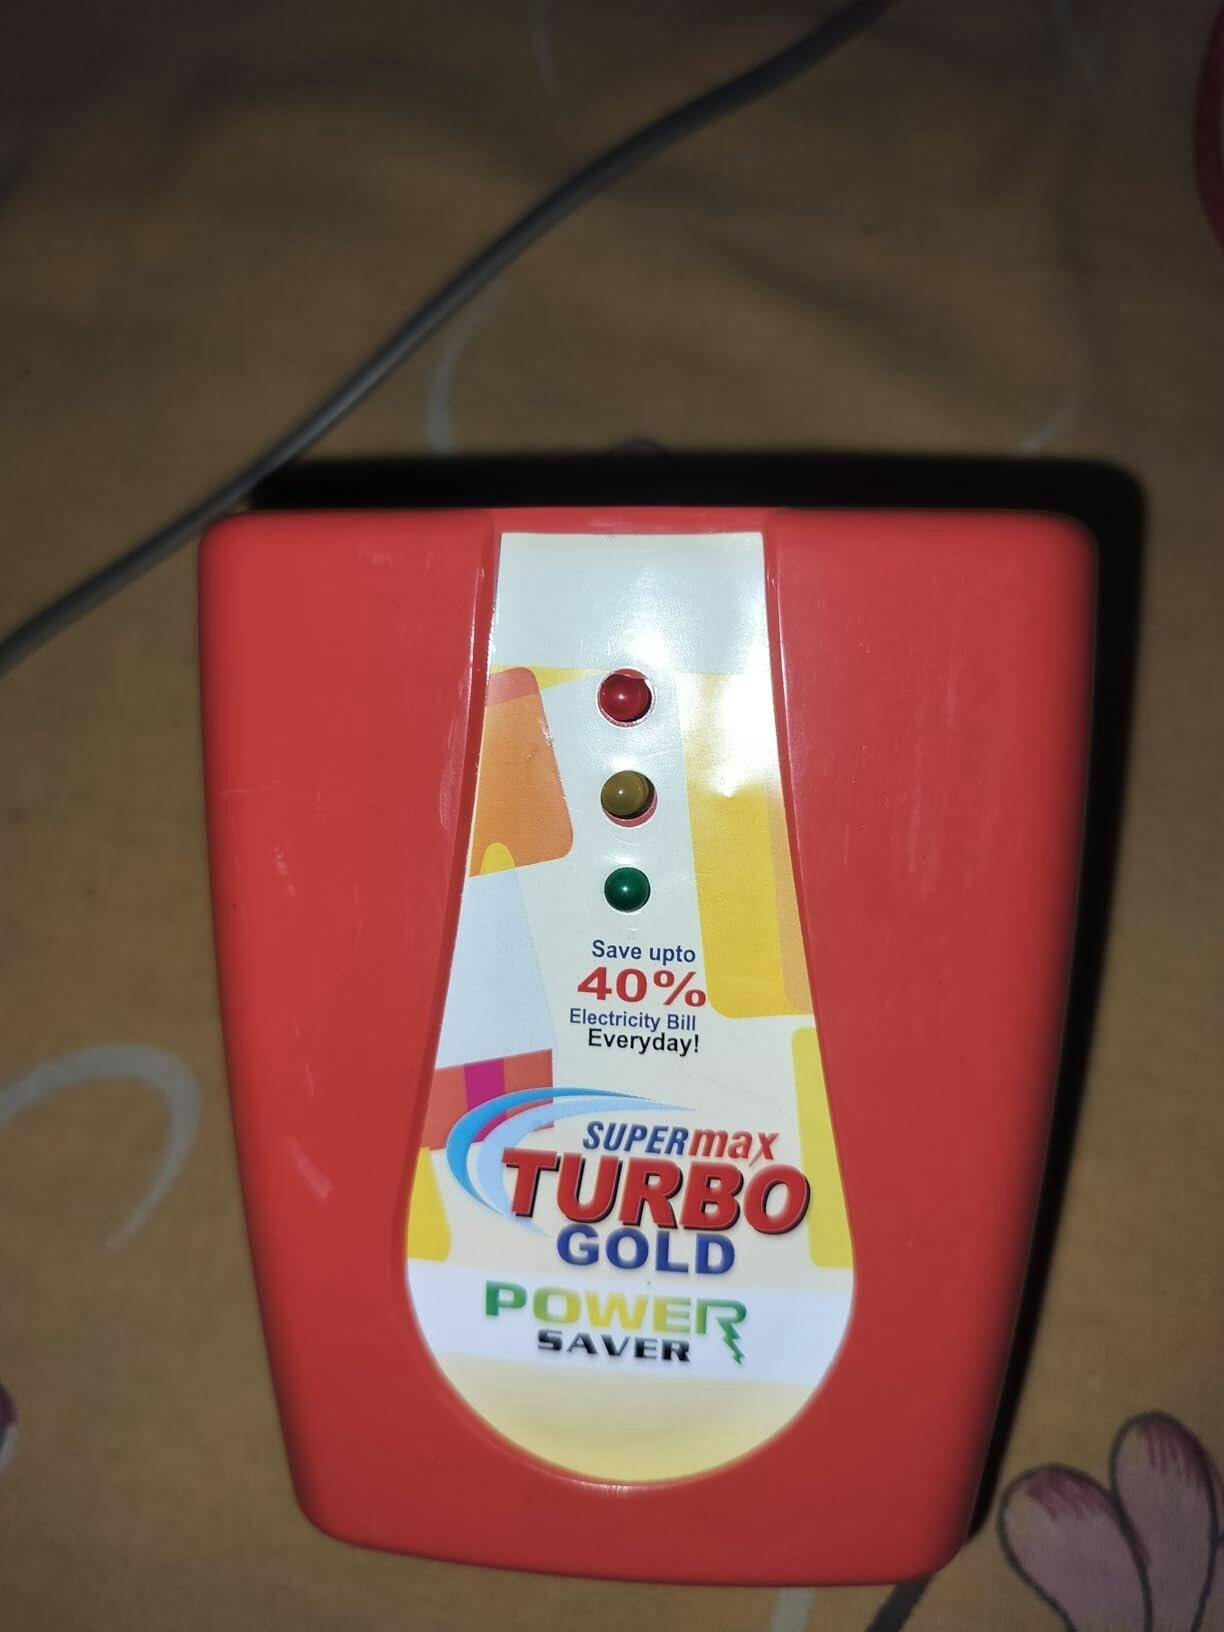 Save upto
40%
Electricity Bill
Everyday!
SUPERmax
TURBO
GOLD
POWER
SAVER